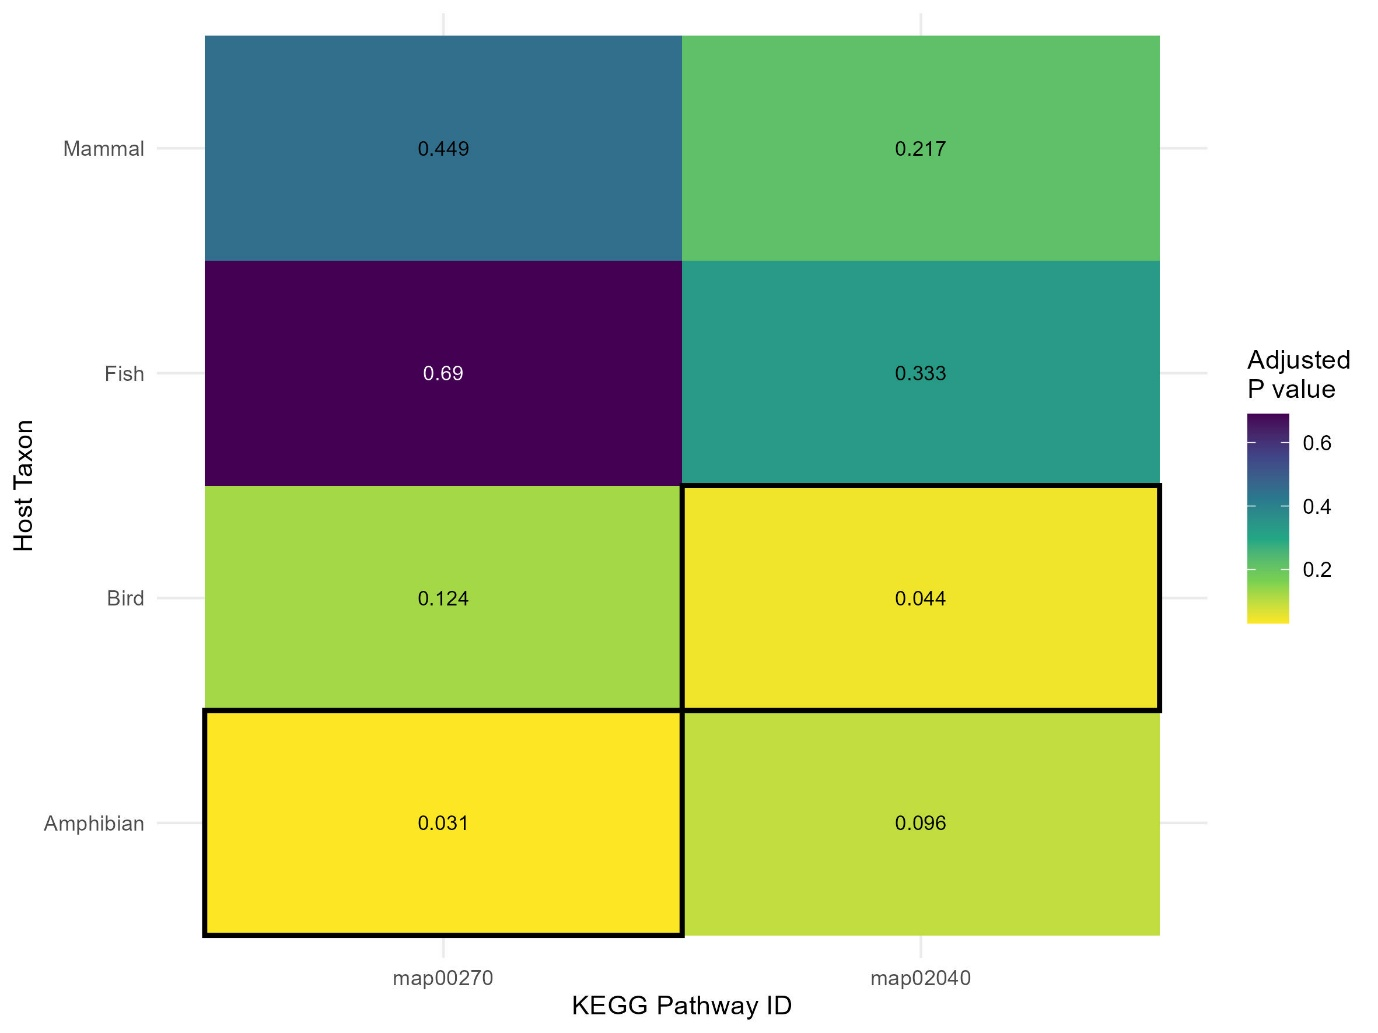 Mammal
0.449
0.217
Fish
0.69
0.333
Bird
0.124
0.044
Amphibian
0.031
0.096
map00270
map02040
KEGG Pathway ID
Host Taxon
Adjusted
P value
0.6
0.4
0.2